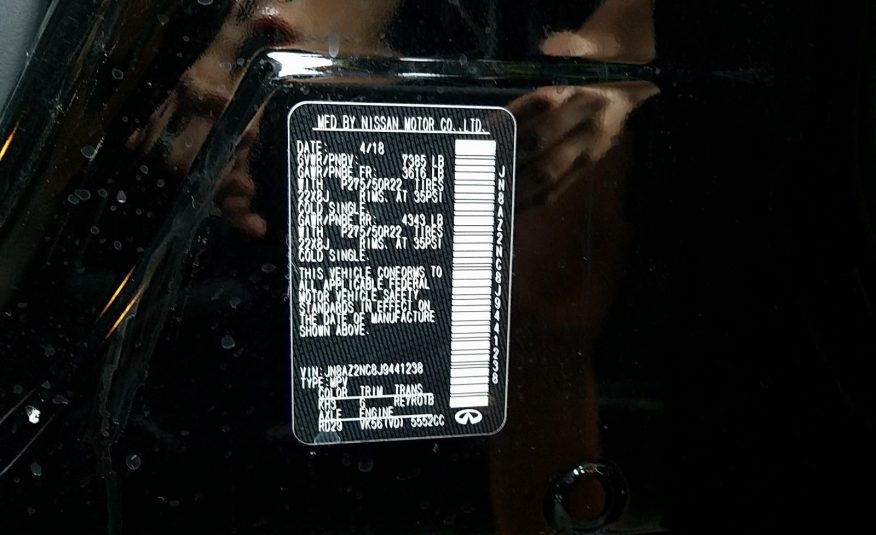 MFD BY NISSAN MOTOR CO.,LTD.
DATE: 4/18
GVWR/PNBV: 7385 LB
GAWR/PNBE FR: 3616 LB
WITH P275/50R22 TIRES
22X8J RIMS. AT 35PSI
COLD SINGLE.
GAWR/PNBE RR: 4343 LB
WITH P275/50R22 TIRES
22X8J RIMS. AT 35PSI
COLD SINGLE.
THIS VEHICLE CONFORMS TO
ALL APPLICABLE FEDERAL
MOTOR VEHICLE SAFETY
STANDARDS IN EFFECT ON
THE DATE OF MANUFACTURE
SHOWN ABOVE.
VIN: JN8AZ2NC8J9441238
TYPE: MPV
COLOR TRIM TRANS
KH3 G RE7R01B
AXLE ENGINE
RD29 VK56(VD) 5552CC
JN8AZ2NC8J9441238